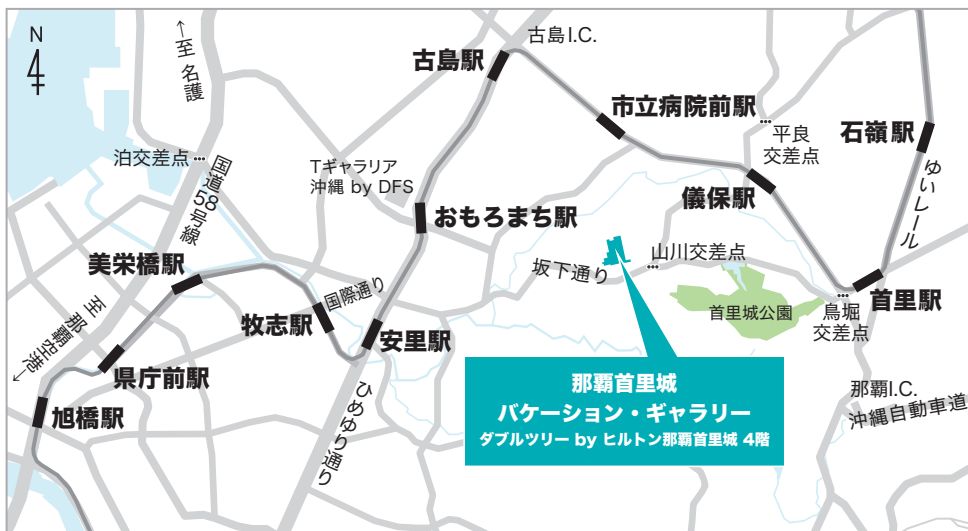 N
←至 名護
古島I.C.
古島駅
市立病院前駅
平良
交差点
石嶺駅
泊交差点
国道58号線
Tギャラリア
沖縄 by DFS
儀保駅
ゆいレール
おもろまち駅
美栄橋駅
坂下通り
山川交差点
国際通り
牧志駅
首里城公園
首里駅
鳥堀
交差点
至 那覇空港→
安里駅
県庁前駅
旭橋駅
ひめゆり通り
那覇首里城
バケーション・ギャラリー
ダブルツリー by ヒルトン那覇首里城 4階
那覇I.C.
沖縄自動車道